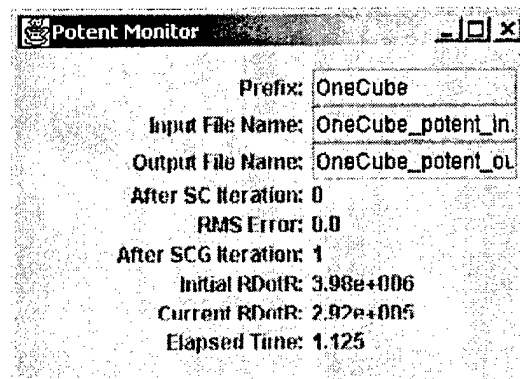 Potent Monitor
Prefix: OneCube
Input File Name: OneCube_potent_in.
Output File Name: OneCube_potent_ou
After SC Iteration: 0
RMS Error: 0.0
After SCG Iteration: 1
Initial RDotR: 3.98e+006
Current RDotR: 2.92e+005
Elapsed Time: 1.125